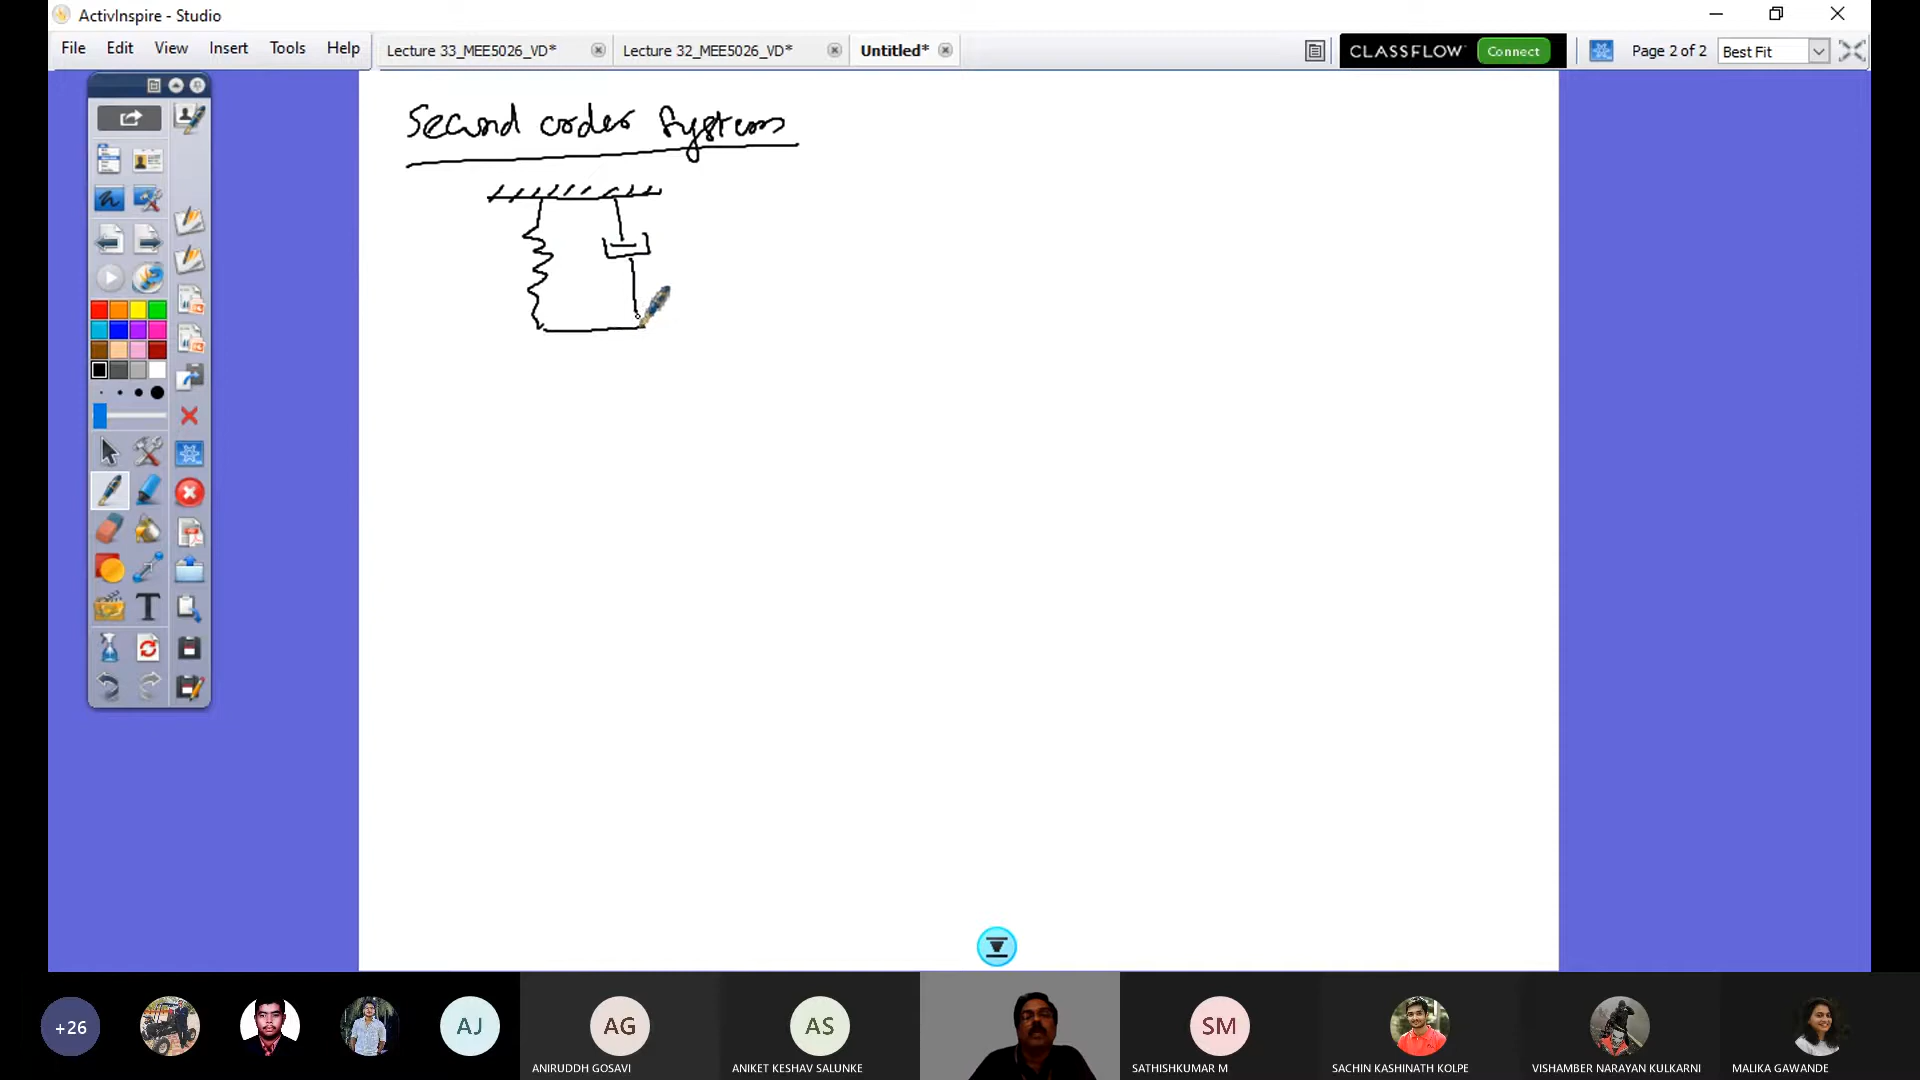 ActivInspire - Studio
File Edit View Insert Tools Help
Lecture 33_MEE5026_VD* Lecture 32_MEE5026_VD* Untitled*
CLASSFLOW Connect Page 2 of 2 Best Fit
Second order Systems
T
+26 AJ AG AS SM
ANIRUDDH GOSAVI ANIKET KESHAV SALUNKE SATHISHKUMAR M SACHIN KASHINATH KOLPE VISHAMBER NARAYAN KULKARNI MALIKA GAWANDE